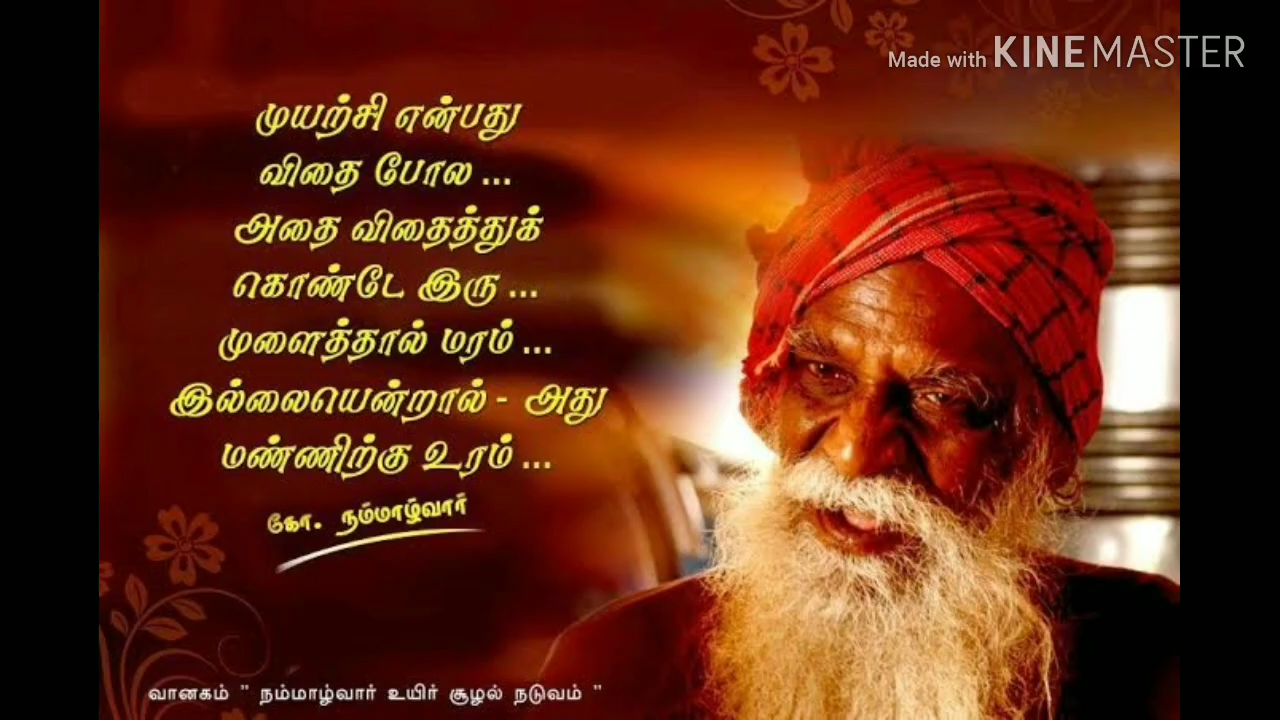 Made with KINEMASTER
முயற்சி என்பது
விதை போல ...
அதை விதைத்துக்
கொண்டே இரு ...
முளைத்தால் மரம் ...
இல்லையென்றால் - அது
மண்ணிற்கு உரம் ...
கோ. நம்மாழ்வார்
வானகம் " நம்மாழ்வார் உயிர் சூழல் நடுவம் "